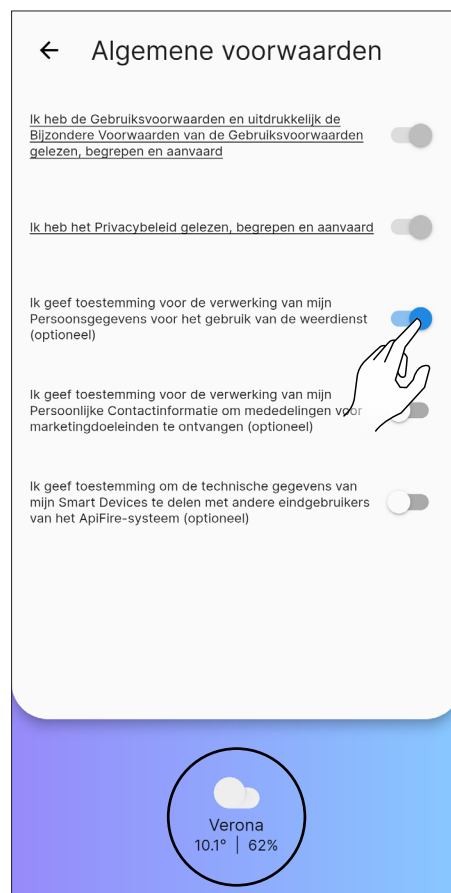 Algemene voorwaarden
Ik heb de Gebruiksvoorwaarden en uitdrukkelijk de
Bijzondere Voorwaarden van de Gebruiksvoorwaarden
gelezen, begrepen en aanvaard
Ik heb het Privacybeleid gelezen, begrepen en aanvaard
Ik geef toestemming voor de verwerking van mijn
Persoonsgegevens voor het gebruik van de weerdienst
(optioneel)
Ik geef toestemming voor de verwerking van mijn
Persoonlijke Contactinformatie om mededelingen voor
marketingdoeleinden te ontvangen (optioneel)
Ik geef toestemming om de technische gegevens van
mijn Smart Devices te delen met andere eindgebruikers
van het ApiFire-systeem (optioneel)
Verona
10.1° | 62%